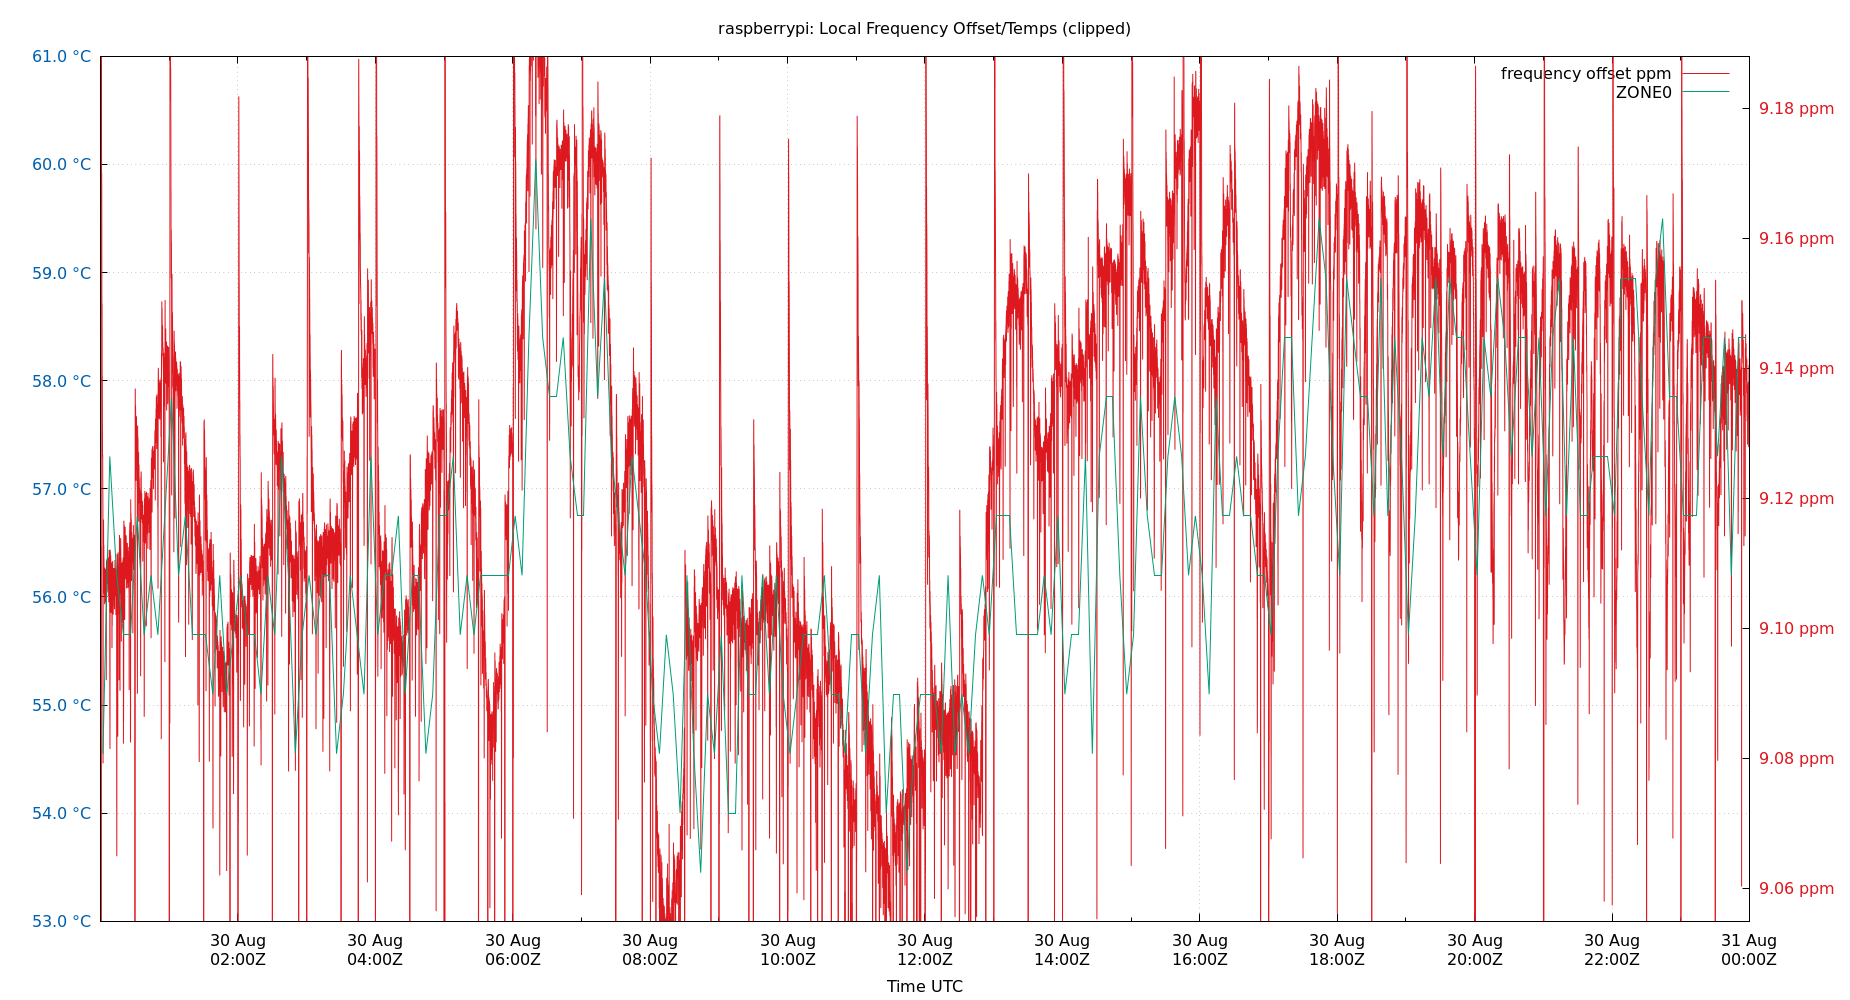 raspberrypi: Local Frequency Offset/Temps (clipped)
61.0 °C
60.0 °C
59.0 °C
58.0 °C
57.0 °C
56.0 °C
55.0 °C
54.0 °C
53.0 °C
frequency offset ppm
ZONE0
9.18 ppm
9.16 ppm
9.14 ppm
9.12 ppm
9.10 ppm
9.08 ppm
9.06 ppm
30 Aug 30 Aug 30 Aug 30 Aug 30 Aug 30 Aug 30 Aug 30 Aug 30 Aug 30 Aug 30 Aug 31 Aug
02:00Z 04:00Z 06:00Z 08:00Z 10:00Z 12:00Z 14:00Z 16:00Z 18:00Z 20:00Z 22:00Z 00:00Z
Time UTC